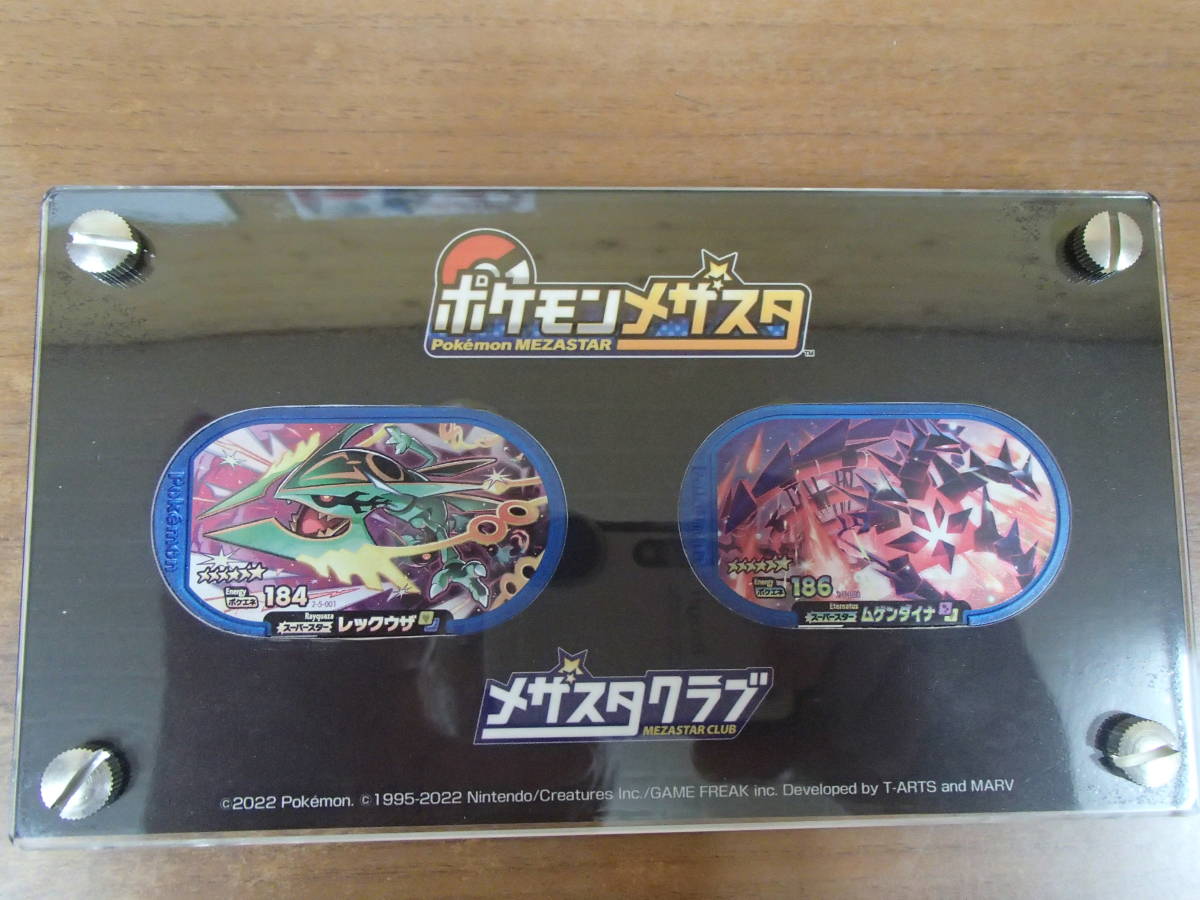 ポケモンメザスタ
Pokémon MEZASTAR
TM
Pokémon
Energy
ポケエネ 184
2-5-001
Rayquaza
スーパースター レックウザ
Energy
ポケエネ 186
Eternatus
スーパースター ムゲンダイナ
メザスタクラブ
MEZASTAR CLUB
©2022 Pokémon. ©1995-2022 Nintendo/Creatures Inc./GAME FREAK inc. Developed by T-ARTS and MARV